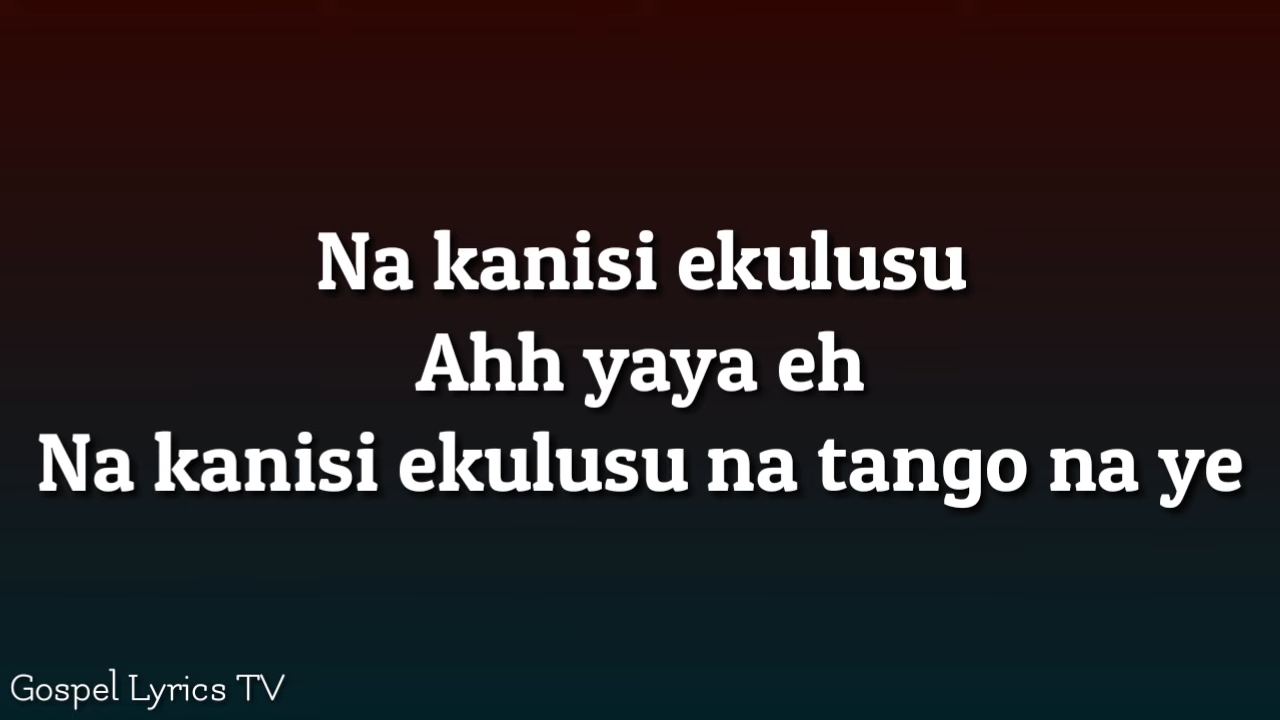 Na kanisi ekulusu
Ahh yaya eh
Na kanisi ekulusu na tango na ye
Gospel Lyrics TV